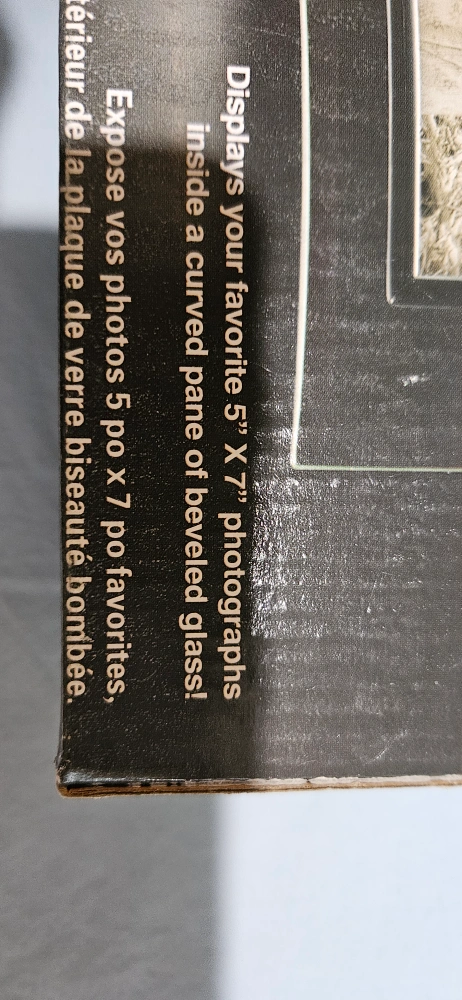 Displays your favorite 5” X 7” photographs
inside a curved pane of beveled glass!
Expose vos photos 5 po x 7 po favorites,
de la plaque de verre biseauté bombée.